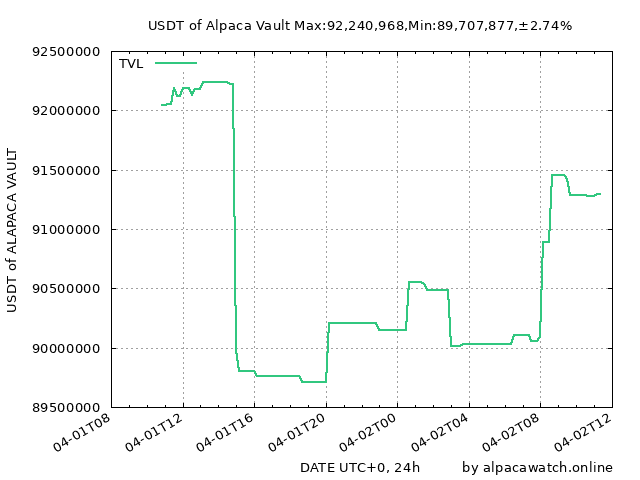 USDT of Alpaca Vault Max:92,240,968,Min:89,707,877,±2.74%
TVL
92500000
92000000
91500000
91000000
90500000
90000000
89500000
USDT of ALAPACA VAULT
04-01T08
04-01T12
04-01T16
04-01T20
04-02T00
04-02T04
04-02T08
04-02T12
DATE UTC+0, 24h
by alpacawatch.online